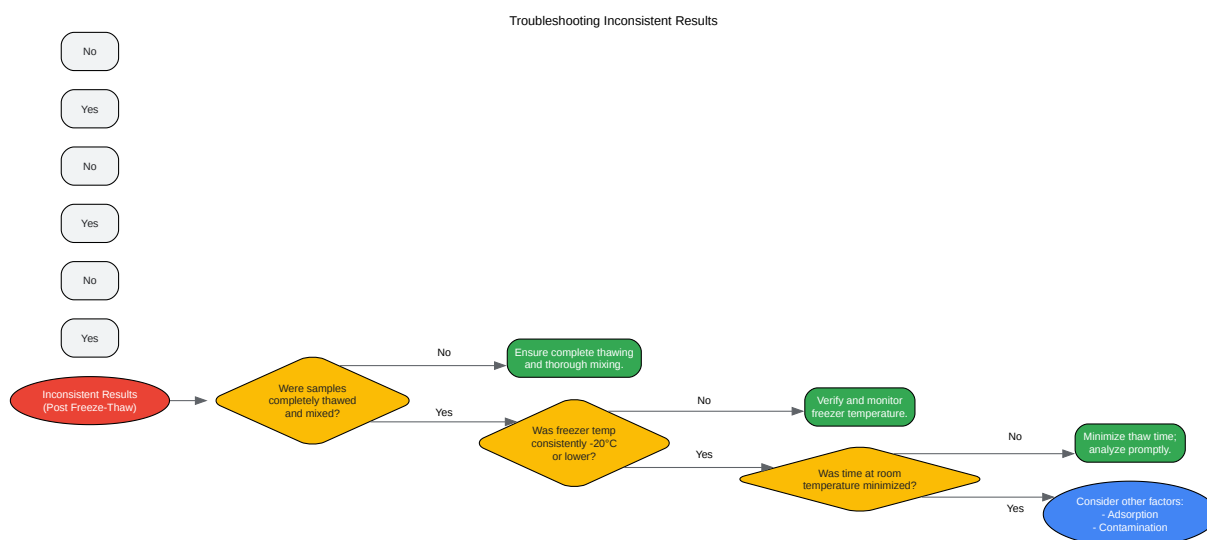 Troubleshooting Inconsistent Results
No
Yes
No
Yes
No
Yes
Inconsistent Results
(Post Freeze-Thaw)
Were samples
completely thawed
and mixed?
No
Ensure complete thawing
and thorough mixing.
Yes
Was freezer temp
consistently -20°C
or lower?
No
Verify and monitor
freezer temperature.
Yes
Was time at room
temperature minimized?
No
Minimize thaw time;
analyze promptly.
Yes
Consider other factors:
- Adsorption
- Contamination